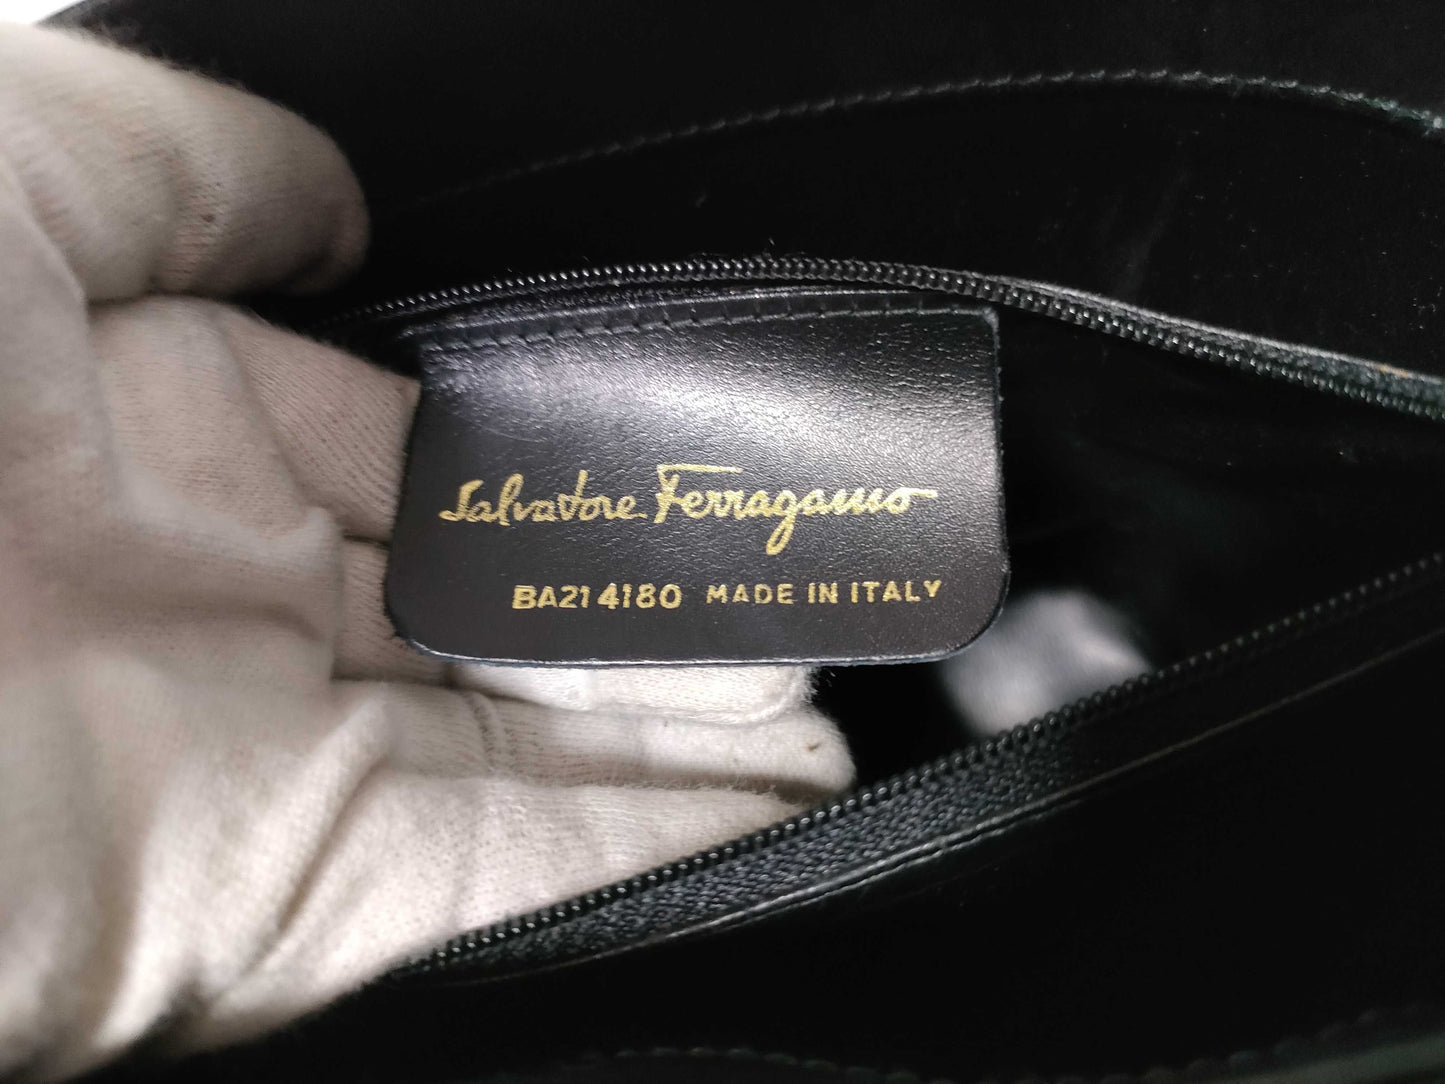 Salvatore Ferragamo
BA21 4180 MADE IN ITALY